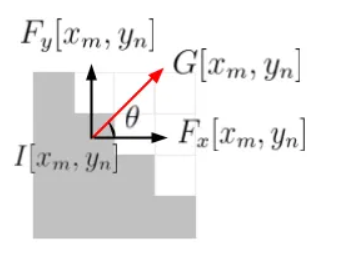 F_y[x_m, y_n]
G[x_m, y_n]
θ
F_x[x_m, y_n]
I[x_m, y_n]